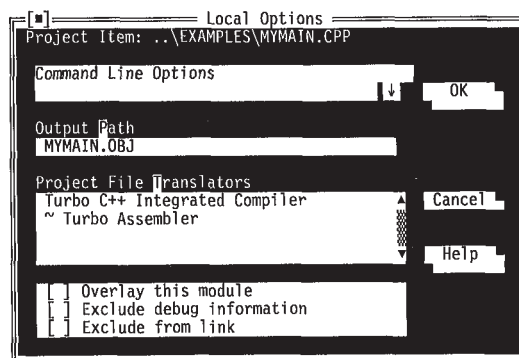 [■] Local Options
Project Item: ..\EXAMPLES\MYMAIN.CPP
Command Line Options
↓ OK
Output Path
MYMAIN.OBJ
Project File Translators
Turbo C++ Integrated Compiler
~ Turbo Assembler
Cancel
Help
[ ] Overlay this module
[ ] Exclude debug information
[ ] Exclude from link